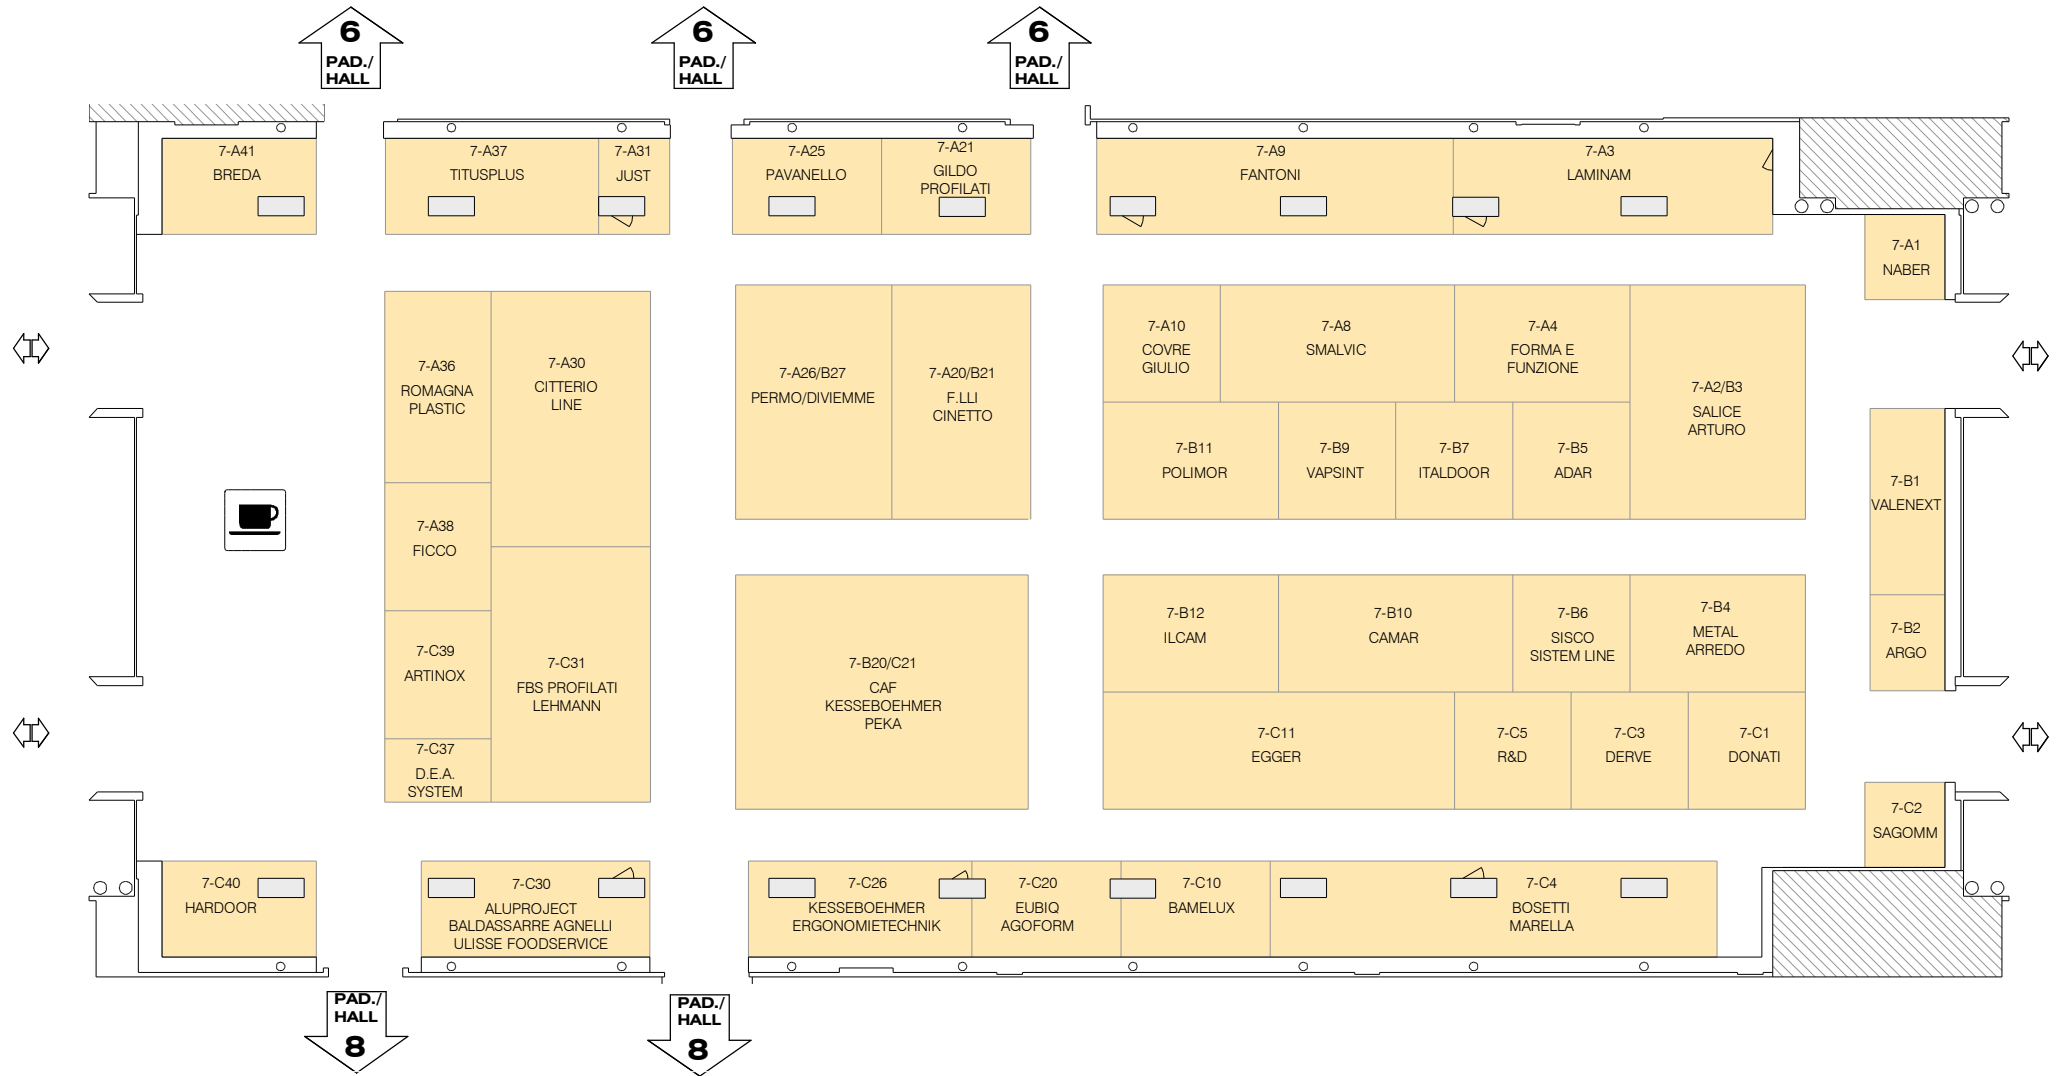 6
PAD./
HALL
6
PAD./
HALL
6
PAD./
HALL
7-A41
BREDA
7-A37
TITUSPLUS
7-A31
JUST
7-A25
PAVANELLO
7-A21
GILDO
PROFILATI
7-A9
FANTONI
7-A3
LAMINAM
7-A1
NABER
7-A36
ROMAGNA
PLASTIC
7-A30
CITTERIO
LINE
7-A26/B27
PERMO/DIVIEMME
7-A20/B21
F.LLI
CINETTO
7-A10
COVRE
GIULIO
7-A8
SMALVIC
7-A4
FORMA E
FUNZIONE
7-A2/B3
SALICE
ARTURO
7-B11
POLIMOR
7-B9
VAPSINT
7-B7
ITALDOOR
7-B5
ADAR
7-B1
VALENEXT
7-A38
FICCO
7-C39
ARTINOX
7-C31
FBS PROFILATI
LEHMANN
7-C37
D.E.A.
SYSTEM
7-B20/C21
CAF
KESSEBOEHMER
PEKA
7-B12
ILCAM
7-B10
CAMAR
7-B6
SISCO
SISTEM LINE
7-B4
METAL
ARREDO
7-B2
ARGO
7-C11
EGGER
7-C5
R&D
7-C3
DERVE
7-C1
DONATI
7-C2
SAGOMM
7-C40
HARDOOR
7-C30
ALUPROJECT
BALDASSARRE AGNELLI
ULISSE FOODSERVICE
7-C26
KESSEBOEHMER
ERGONOMIETECHNIK
7-C20
EUBIQ
AGOFORM
7-C10
BAMELUX
7-C4
BOSETTI
MARELLA
PAD./
HALL
8
PAD./
HALL
8